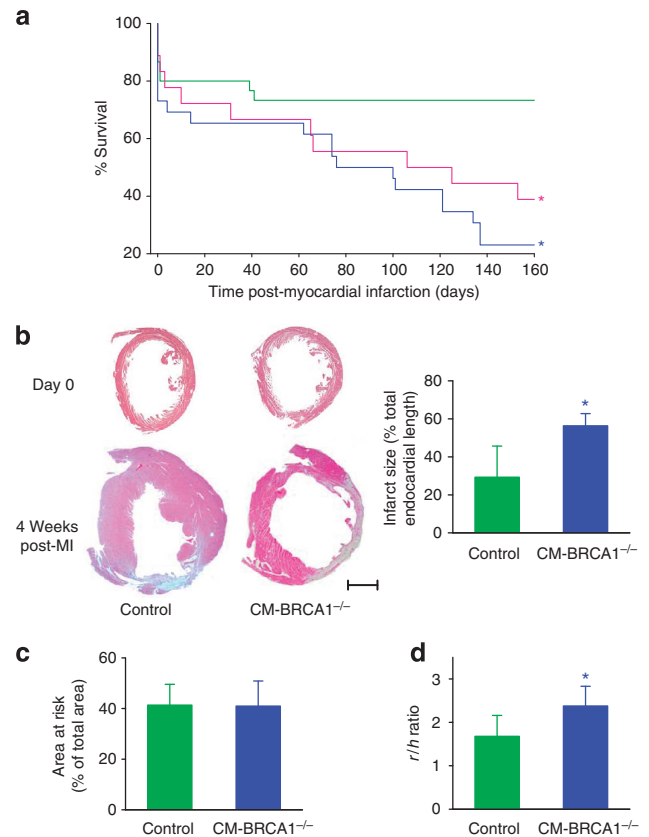 a
100
80
60
40
20
% Survival
0 20 40 60 80 100 120 140 160
*
*
Time post-myocardial infarction (days)
b
Day 0
4 Weeks
post-MI
Control CM-BRCA1–/–
Infarct size (% total
endocardial length)
80
60
40
20
0
*
Control CM-BRCA1–/–
c
Area at risk
(% of total area)
60
40
20
0
Control CM-BRCA1–/–
d
r/h ratio
3
2
1
0
*
Control CM-BRCA1–/–